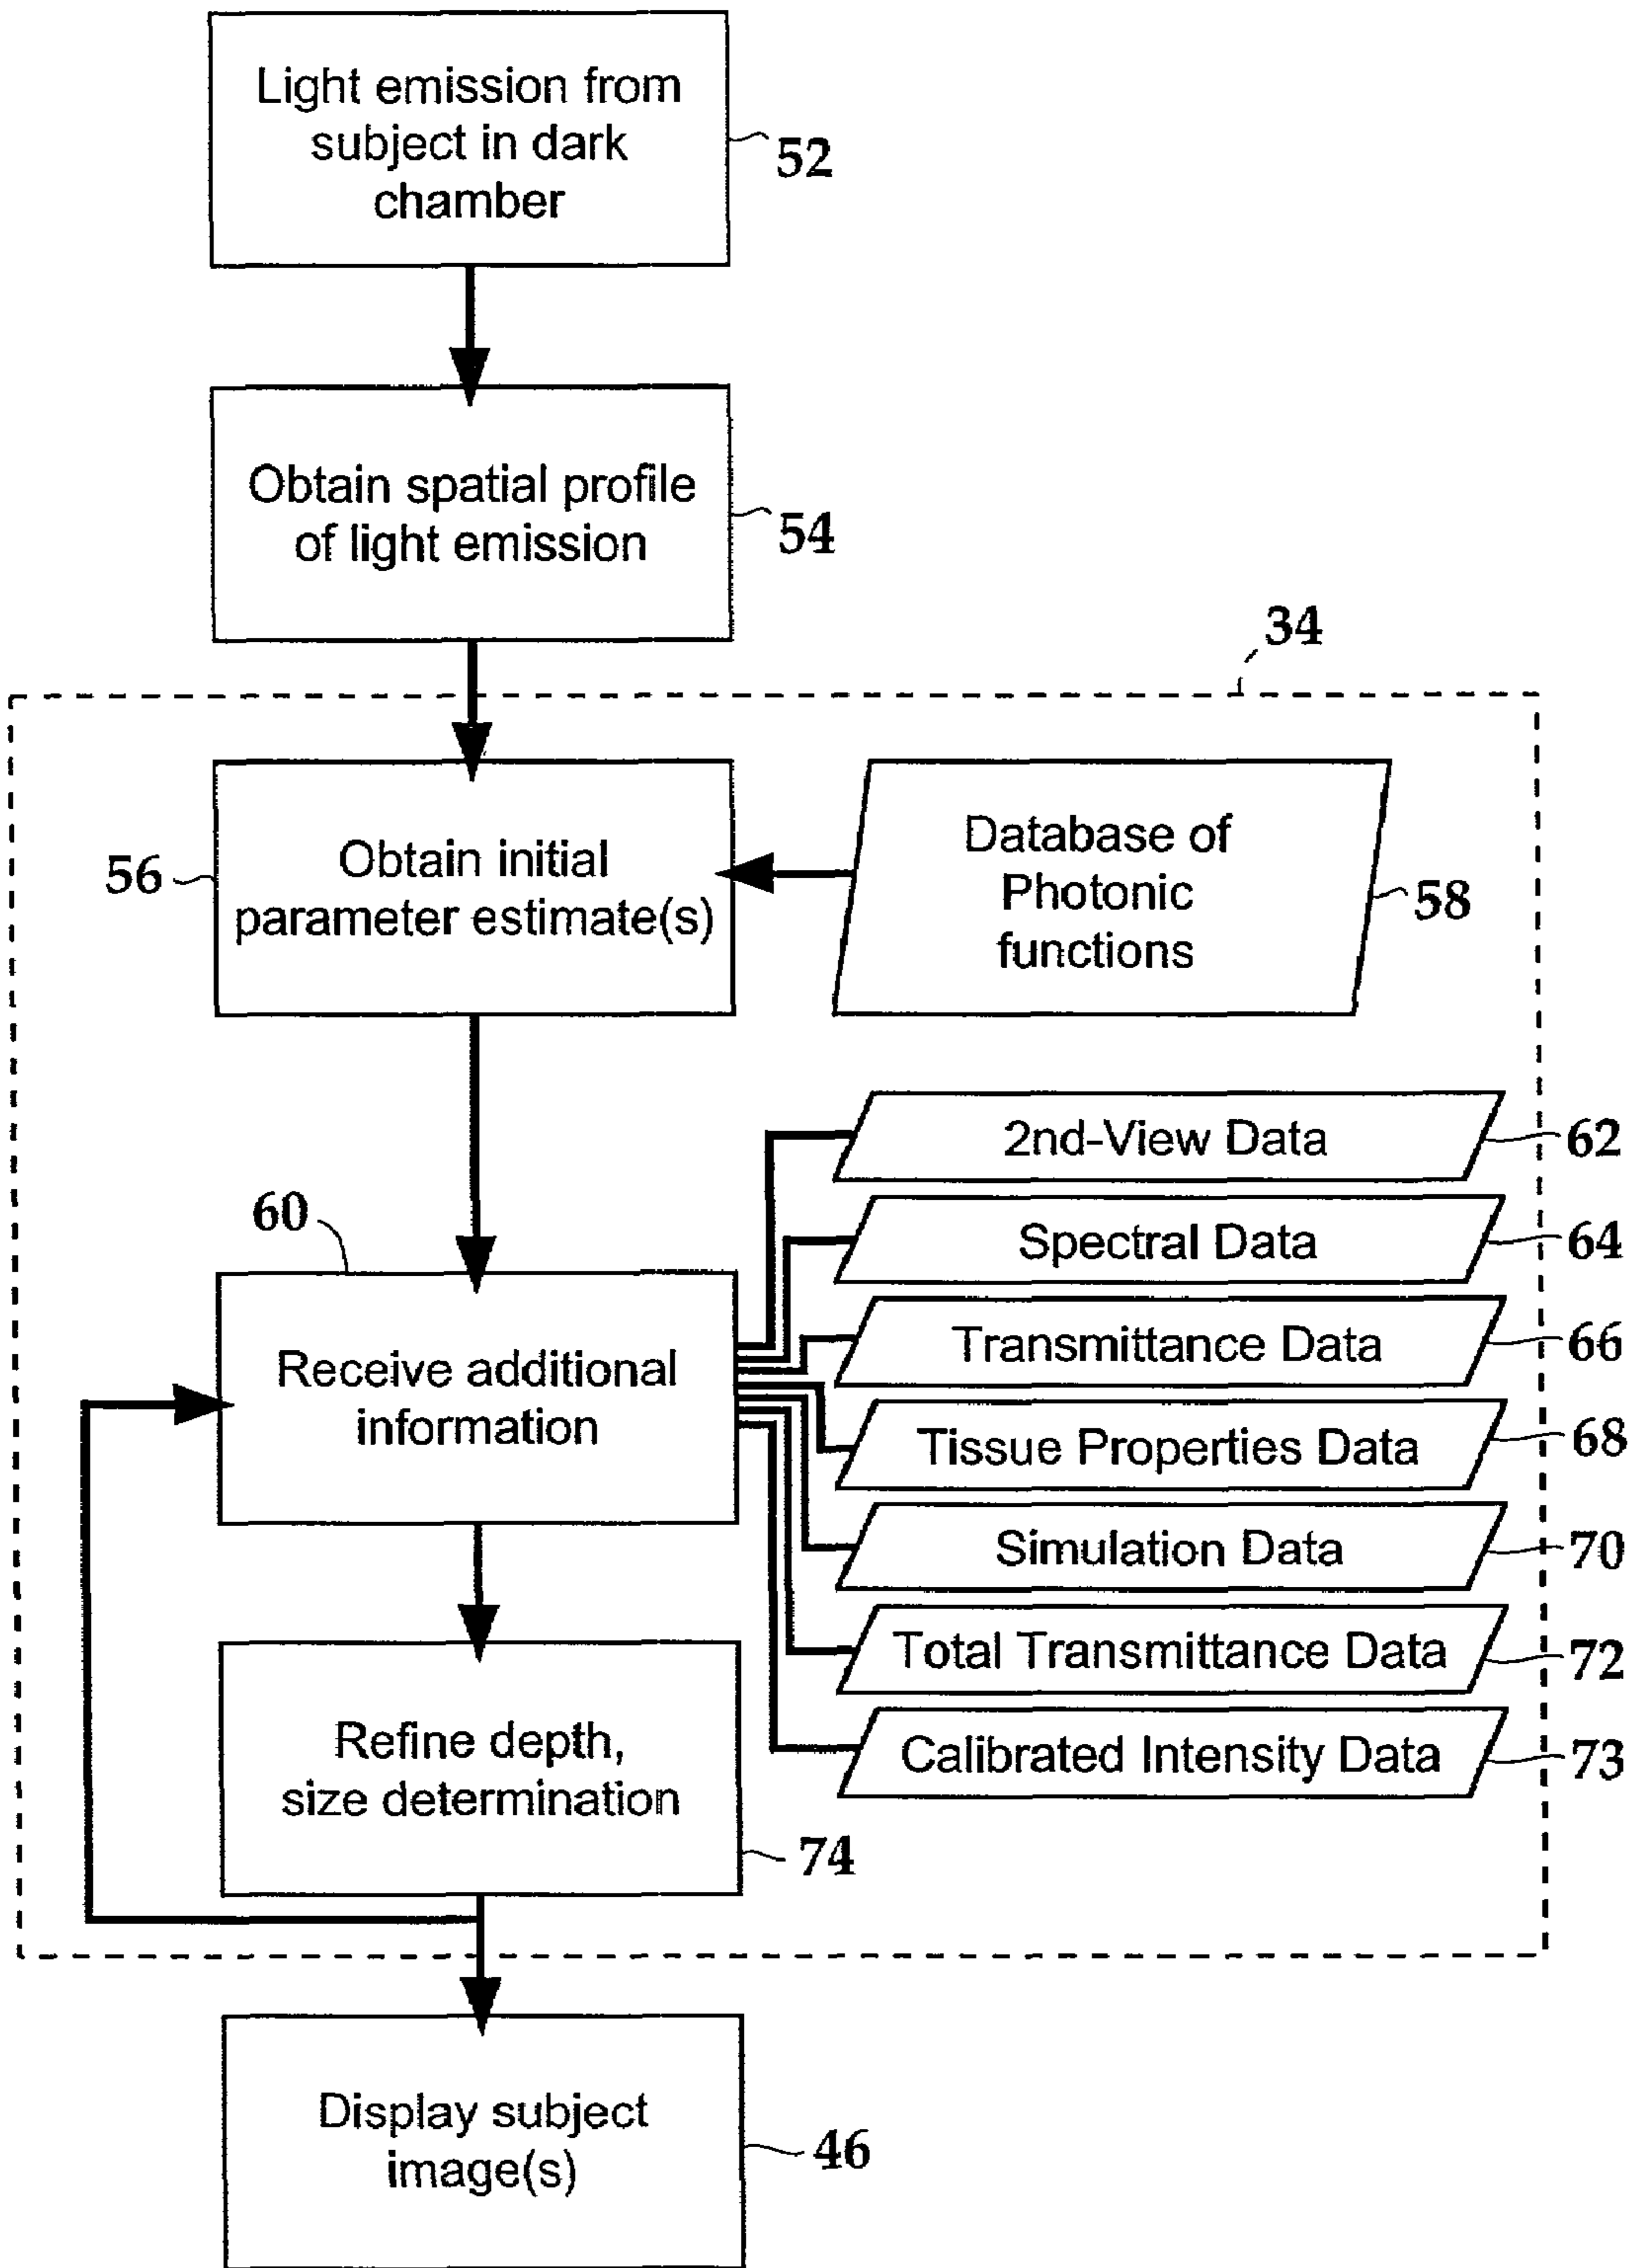 Light emission from
subject in dark
chamber
52
Obtain spatial profile
of light emission
54
34
56
Obtain initial
parameter estimate(s)
Database of
Photonic
functions
58
60
Receive additional
information
2nd-View Data
62
Spectral Data
64
Transmittance Data
66
Tissue Properties Data
68
Simulation Data
70
Total Transmittance Data
72
Calibrated Intensity Data
73
Refine depth,
size determination
74
Display subject
image(s)
46